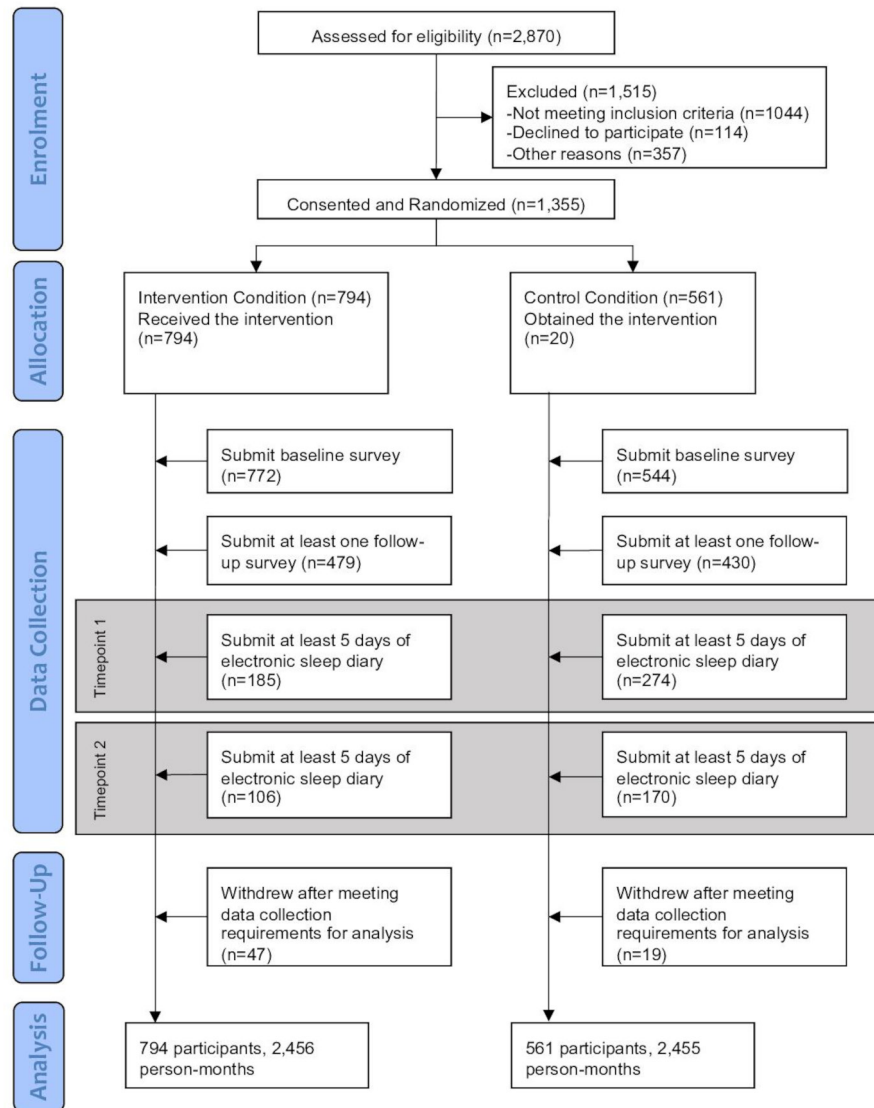 Enrolment
Assessed for eligibility (n=2,870)
Excluded (n=1,515)
-Not meeting inclusion criteria (n=1044)
-Declined to participate (n=114)
-Other reasons (n=357)
Consented and Randomized (n=1,355)
Allocation
Intervention Condition (n=794)
Received the intervention
(n=794)
Control Condition (n=561)
Obtained the intervention
(n=20)
Data Collection
Submit baseline survey
(n=772)
Submit baseline survey
(n=544)
Submit at least one follow-
up survey (n=479)
Submit at least one follow-
up survey (n=430)
Timepoint 1
Submit at least 5 days of
electronic sleep diary
(n=185)
Submit at least 5 days of
electronic sleep diary
(n=274)
Timepoint 2
Submit at least 5 days of
electronic sleep diary
(n=106)
Submit at least 5 days of
electronic sleep diary
(n=170)
Follow-Up
Withdrew after meeting
data collection
requirements for analysis
(n=47)
Withdrew after meeting
data collection
requirements for analysis
(n=19)
Analysis
794 participants, 2,456
person-months
561 participants, 2,455
person-months